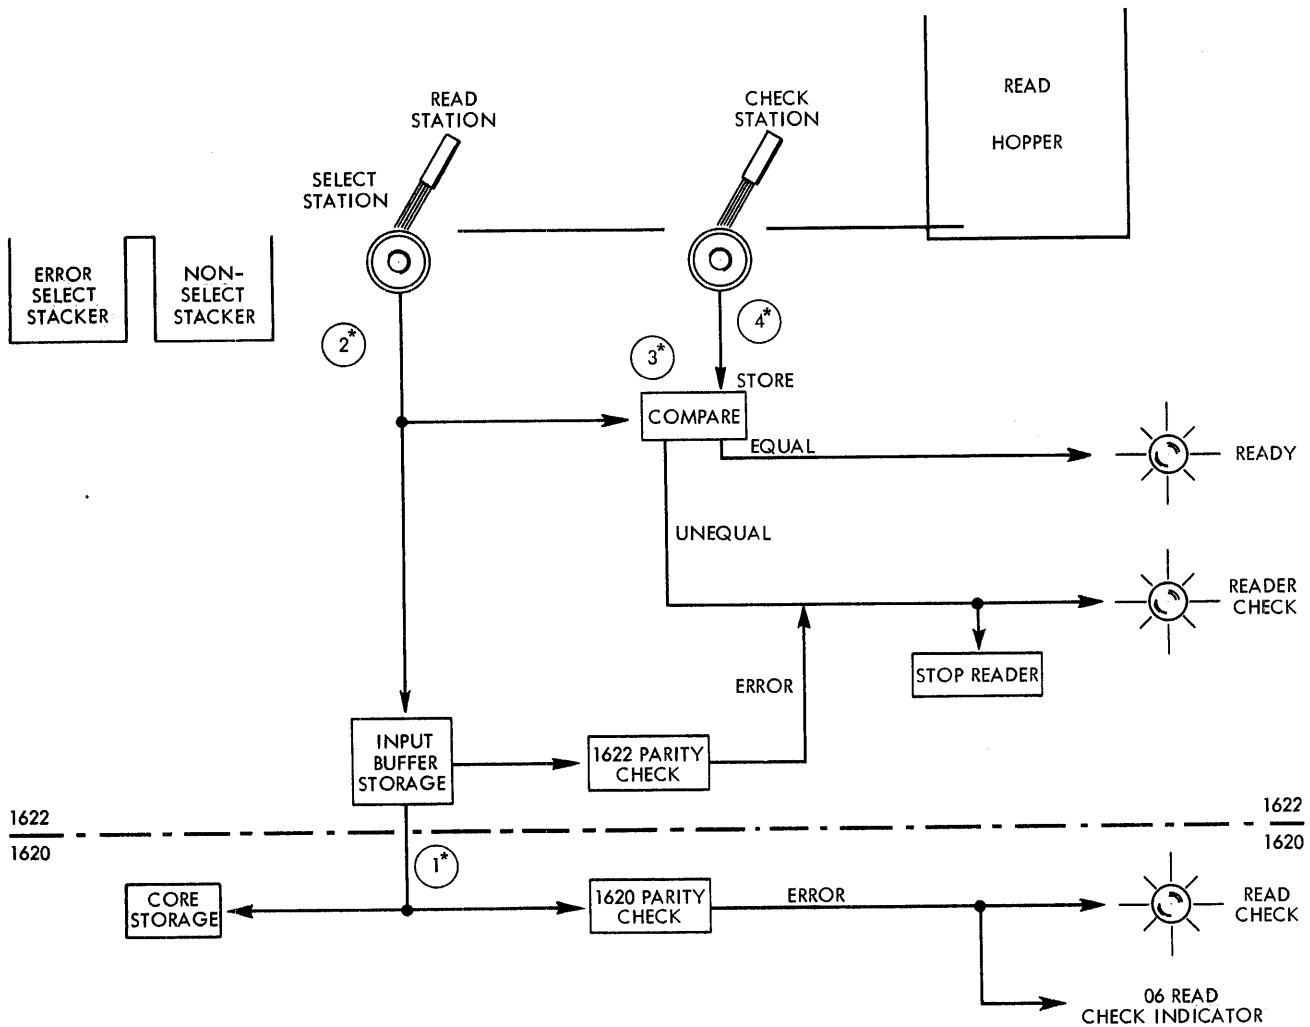 READ
HOPPER
READ
STATION
CHECK
STATION
SELECT
STATION
ERROR
SELECT
STACKER
NON-
SELECT
STACKER
2*
4*
3*
STORE
COMPARE
EQUAL
READY
UNEQUAL
READER
CHECK
STOP READER
ERROR
INPUT
BUFFER
STORAGE
1622 PARITY
CHECK
1622
1622
1620
1620
1*
CORE
STORAGE
1620 PARITY
CHECK
ERROR
READ
CHECK
06 READ
CHECK INDICATOR